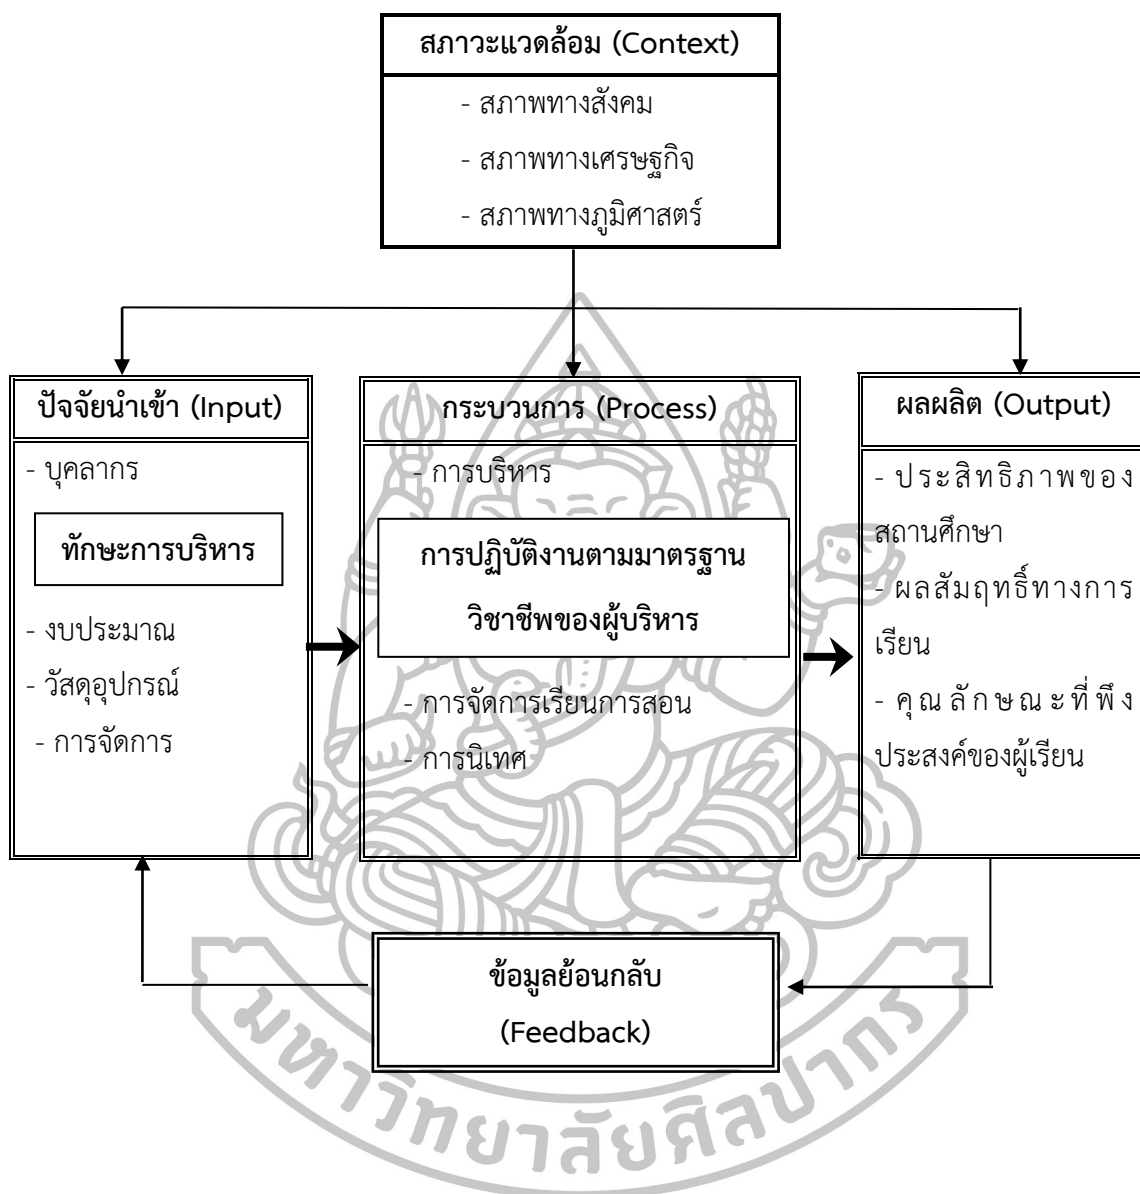 สภาวะแวดล้อม (Context)
- สภาพทางสังคม
- สภาพทางเศรษฐกิจ
- สภาพทางภูมิศาสตร์
ปัจจัยนำเข้า (Input)
- บุคลากร
ทักษะการบริหาร
- งบประมาณ
- วัสดุอุปกรณ์
- การจัดการ
กระบวนการ (Process)
- การบริหาร
การปฏิบัติงานตามมาตรฐาน
วิชาชีพของผู้บริหาร
- การจัดการเรียนการสอน
- การนิเทศ
ผลผลิต (Output)
- ประสิทธิภาพของ
สถานศึกษา
- ผลสัมฤทธิ์ทางการ
เรียน
- คุณลักษณะที่พึง
ประสงค์ของผู้เรียน
ข้อมูลย้อนกลับ
(Feedback)
มหาวิทยาลัยศิลปากร